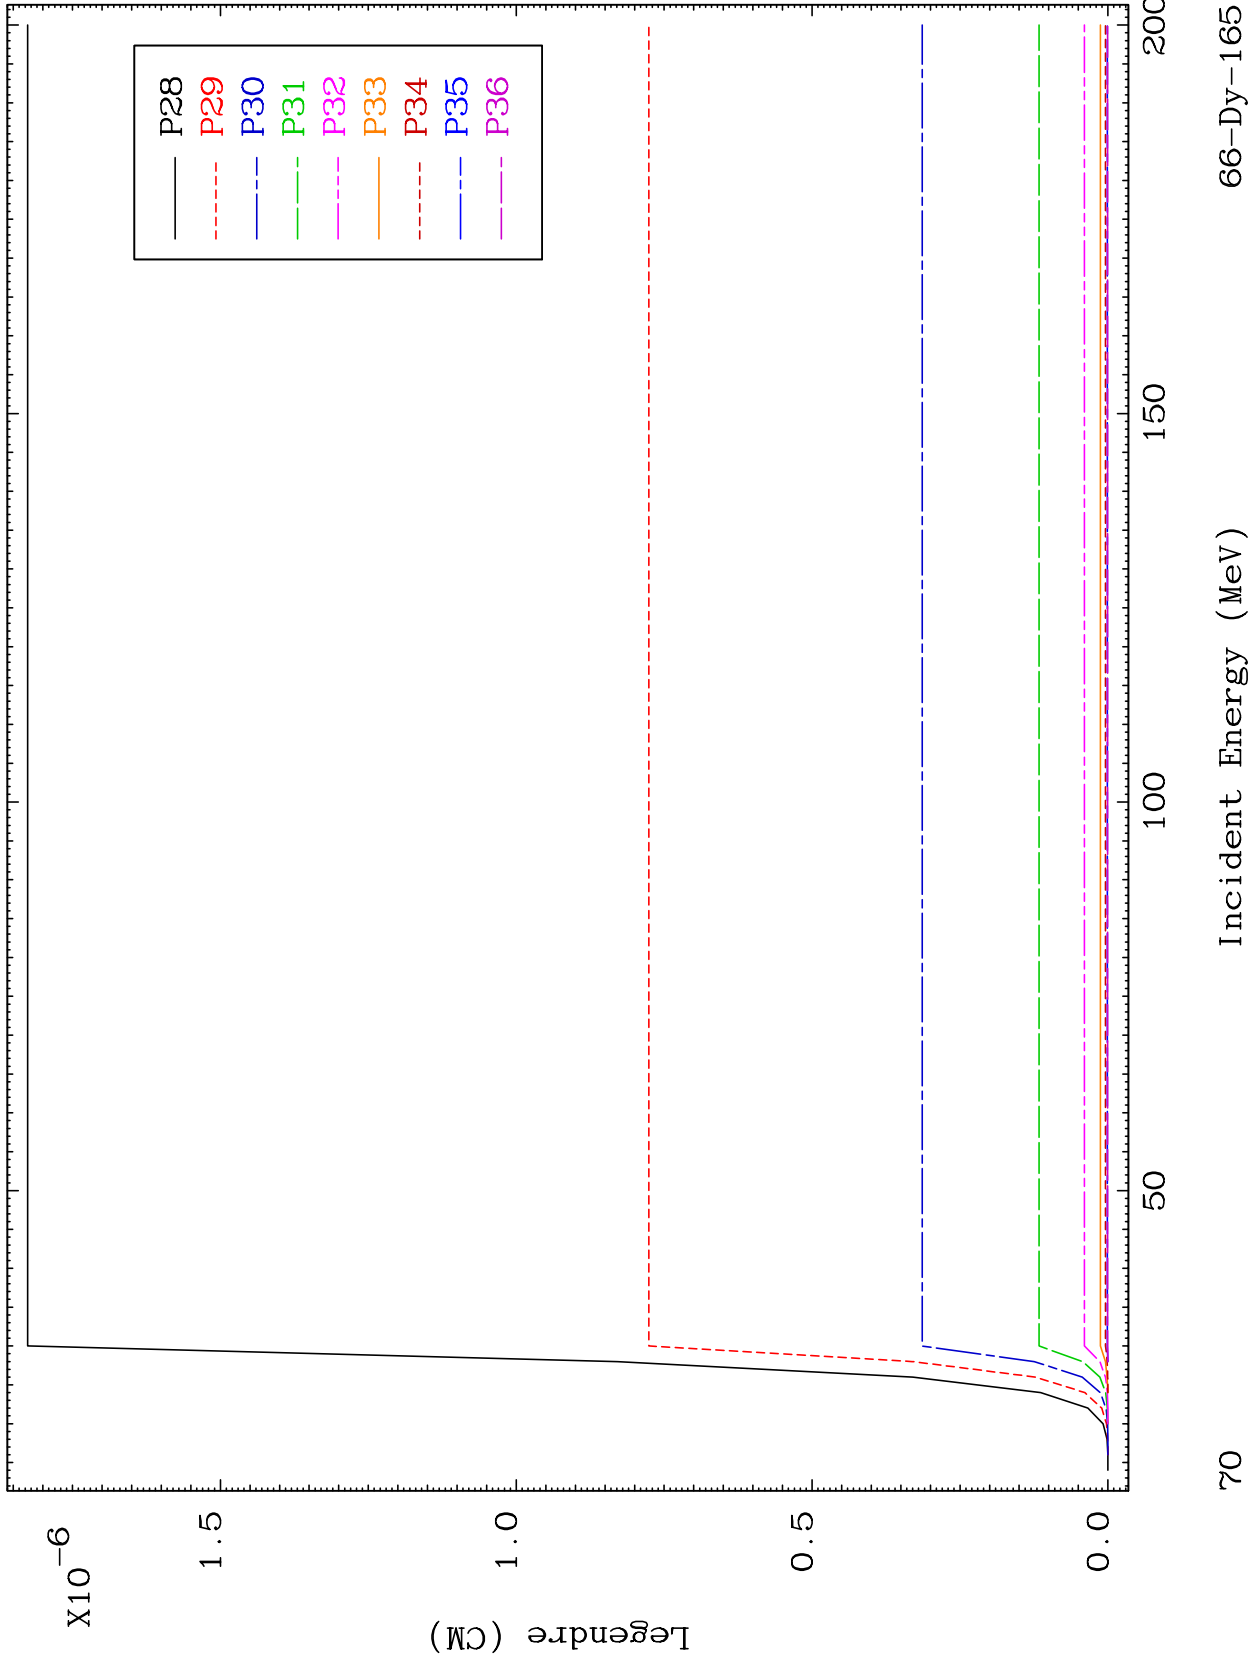 X10^-6
1.5
1.0
0.5
0.0
Legendre (CM)
P28
P29
P30
P31
P32
P33
P34
P35
P36
50
100
150
200
Incident Energy (MeV)
70
66-Dy-165